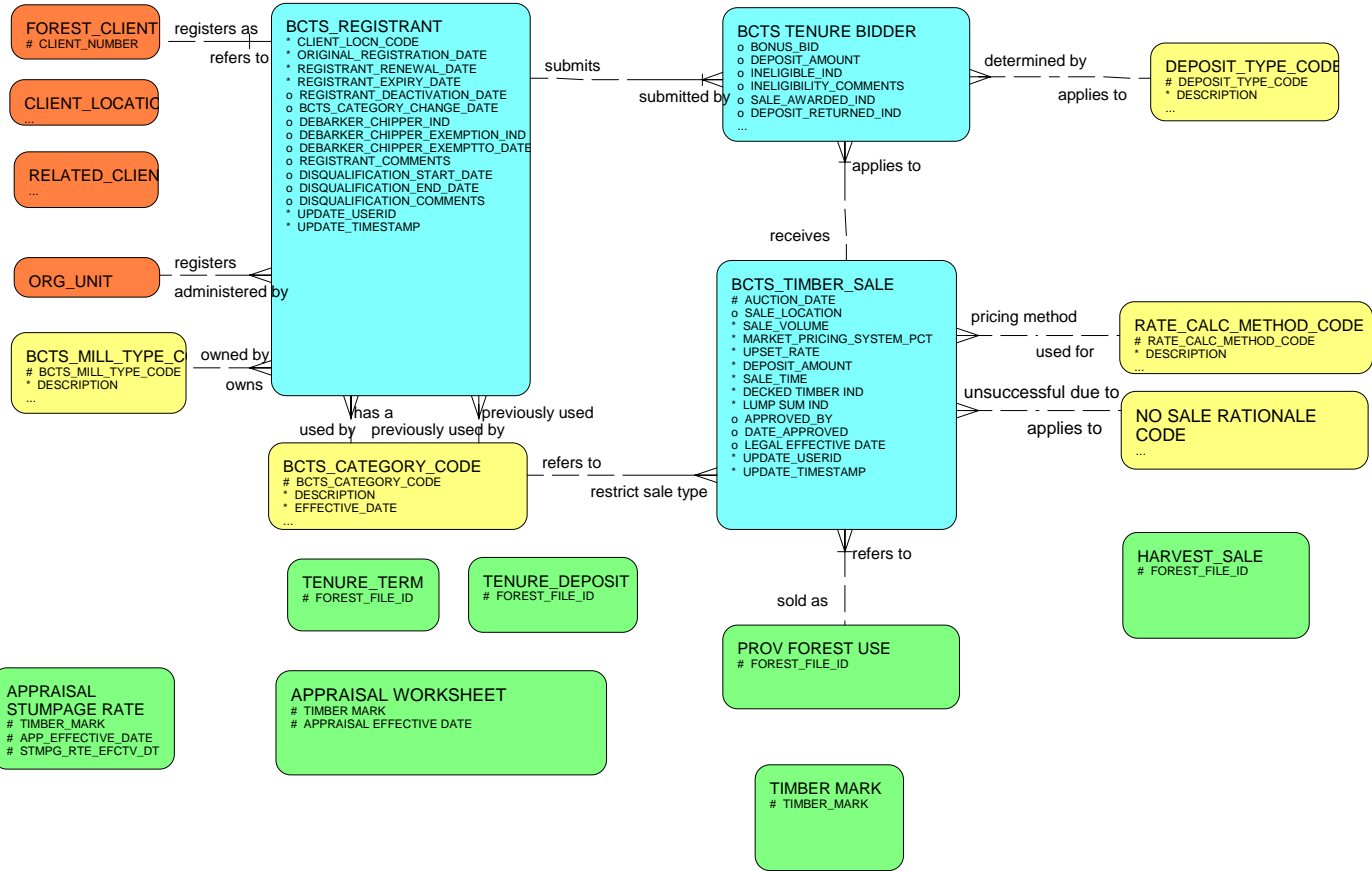 FOREST_CLIENT
# CLIENT_NUMBER
registers as
refers to
CLIENT_LOCATIC
...
RELATED_CLIEN
...
ORG_UNIT
registers
administered by
BCTS_MILL_TYPE_C
# BCTS_MILL_TYPE_CODE
* DESCRIPTION
...
owned by
owns
BCTS_REGISTRANT
* CLIENT_LOCN_CODE
* ORIGINAL_REGISTRATION_DATE
* REGISTRANT_RENEWAL_DATE
* REGISTRANT_EXPIRY_DATE
o REGISTRANT_DEACTIVATION_DATE
o BCTS_CATEGORY_CHANGE_DATE
o DEBARKER_CHIPPER_IND
o DEBARKER_CHIPPER_EXEMPTION_IND
o DEBARKER_CHIPPER_EXEMPTTO_DATE
o REGISTRANT_COMMENTS
o DISQUALIFICATION_START_DATE
o DISQUALIFICATION_END_DATE
o DISQUALIFICATION_COMMENTS
* UPDATE_USERID
* UPDATE_TIMESTAMP
submits
submitted by
BCTS TENURE BIDDER
o BONUS_BID
o DEPOSIT_AMOUNT
o INELIGIBLE_IND
o INELIGIBILITY_COMMENTS
o SALE_AWARDED_IND
o DEPOSIT_RETURNED_IND
...
determined by
applies to
DEPOSIT_TYPE_CODE
# DEPOSIT_TYPE_CODE
* DESCRIPTION
...
applies to
receives
BCTS_TIMBER_SALE
# AUCTION_DATE
o SALE_LOCATION
* SALE_VOLUME
* MARKET_PRICING_SYSTEM_PCT
* UPSET_RATE
* DEPOSIT_AMOUNT
* SALE_TIME
* DECKED TIMBER IND
* LUMP SUM IND
o APPROVED_BY
o DATE_APPROVED
o LEGAL EFFECTIVE DATE
* UPDATE_USERID
* UPDATE_TIMESTAMP
pricing method
used for
RATE_CALC_METHOD_CODE
# RATE_CALC_METHOD_CODE
* DESCRIPTION
...
unsuccessful due to
applies to
NO SALE RATIONALE
CODE
...
has a
used by
previously used
previously used by
BCTS_CATEGORY_CODE
# BCTS_CATEGORY_CODE
* DESCRIPTION
* EFFECTIVE_DATE
...
refers to
restrict sale type
TENURE_TERM
# FOREST_FILE_ID
TENURE_DEPOSIT
# FOREST_FILE_ID
refers to
sold as
HARVEST_SALE
# FOREST_FILE_ID
PROV FOREST USE
# FOREST_FILE_ID
APPRAISAL
STUMPAGE RATE
# TIMBER_MARK
# APP_EFFECTIVE_DATE
# STMPG_RTE_EFCTV_DT
APPRAISAL WORKSHEET
# TIMBER MARK
# APPRAISAL EFFECTIVE DATE
TIMBER MARK
# TIMBER_MARK